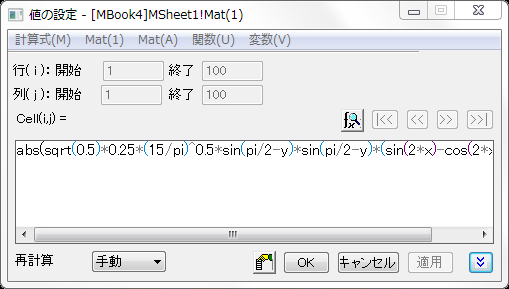 値の設定 - [MBook4]MSheet1!Mat(1)
計算式(M) Mat(1) Mat(A) 関数(U) 変数(V)
行( i ): 開始 1 終了 100
列( j ): 開始 1 終了 100
Cell(i,j) =
abs(sqrt(0.5)*0.25*(15/pi)^0.5*sin(pi/2-y)*sin(pi/2-y)*(sin(2*x)-cos(2*x
再計算 手動 OK キャンセル 適用